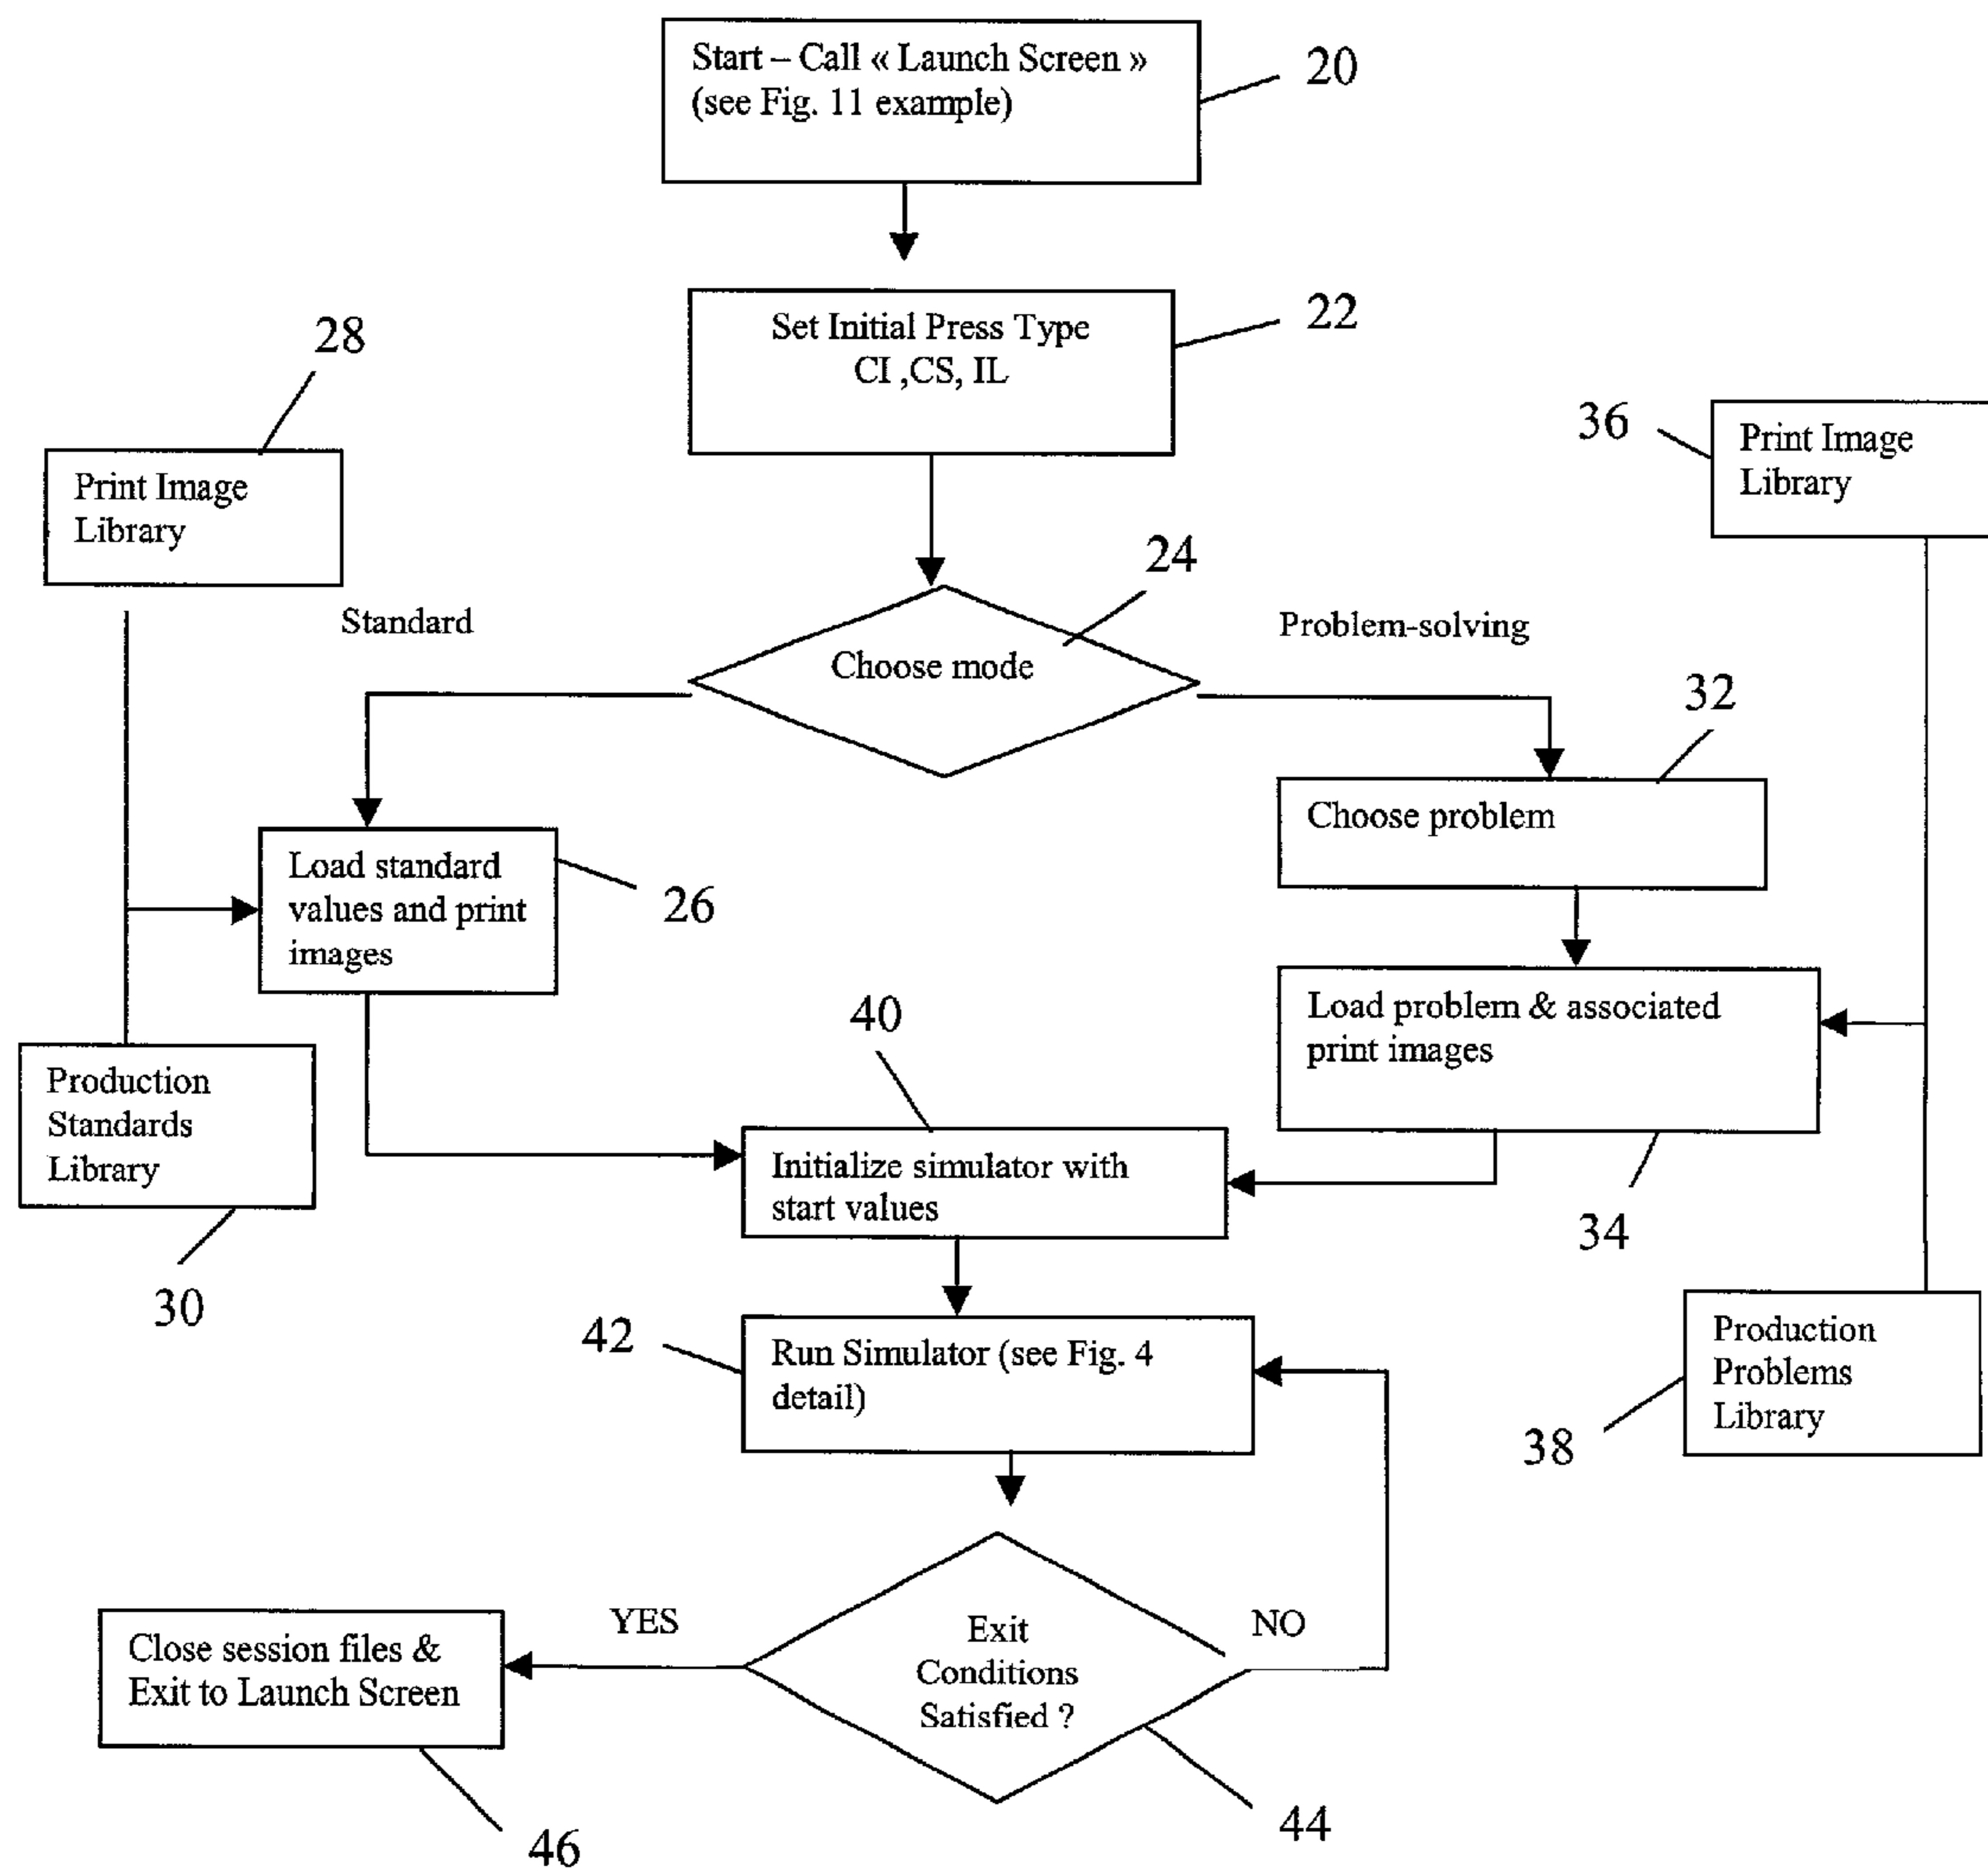 Start – Call « Launch Screen »
(see Fig. 11 example)
20
Set Initial Press Type
CI ,CS, IL
22
28
Print Image
Library
36
Print Image
Library
24
Standard
Choose mode
Problem-solving
32
Choose problem
Load standard
values and print
images
26
Load problem & associated
print images
34
40
Production
Standards
Library
30
Initialize simulator with
start values
42
Run Simulator (see Fig. 4
detail)
Production
Problems
Library
38
YES
Exit
Conditions
Satisfied ?
NO
Close session files &
Exit to Launch Screen
44
46